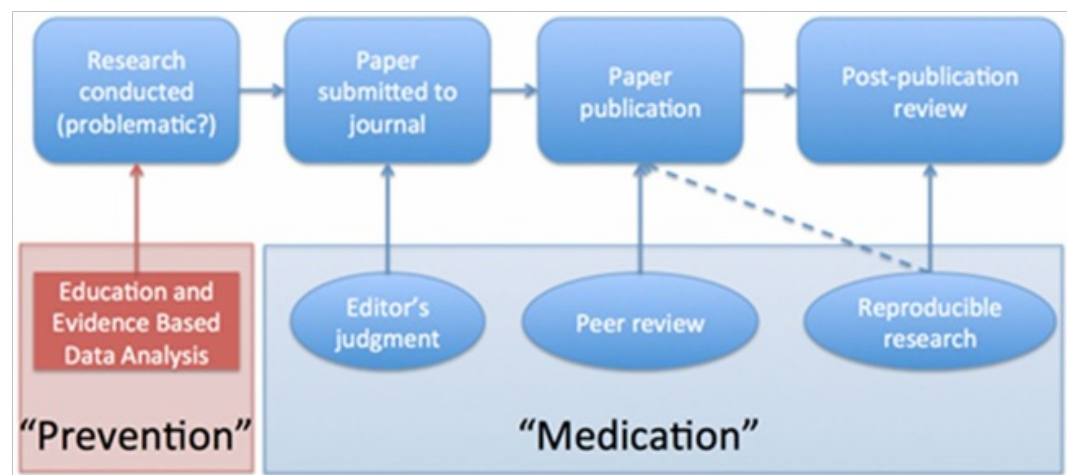 Research
conducted
(problematic?)
Paper
submitted to
journal
Paper
publication
Post-publication
review
Education and
Evidence Based
Data Analysis
Editor’s
judgment
Peer review
Reproducible
research
“Prevention”
“Medication”